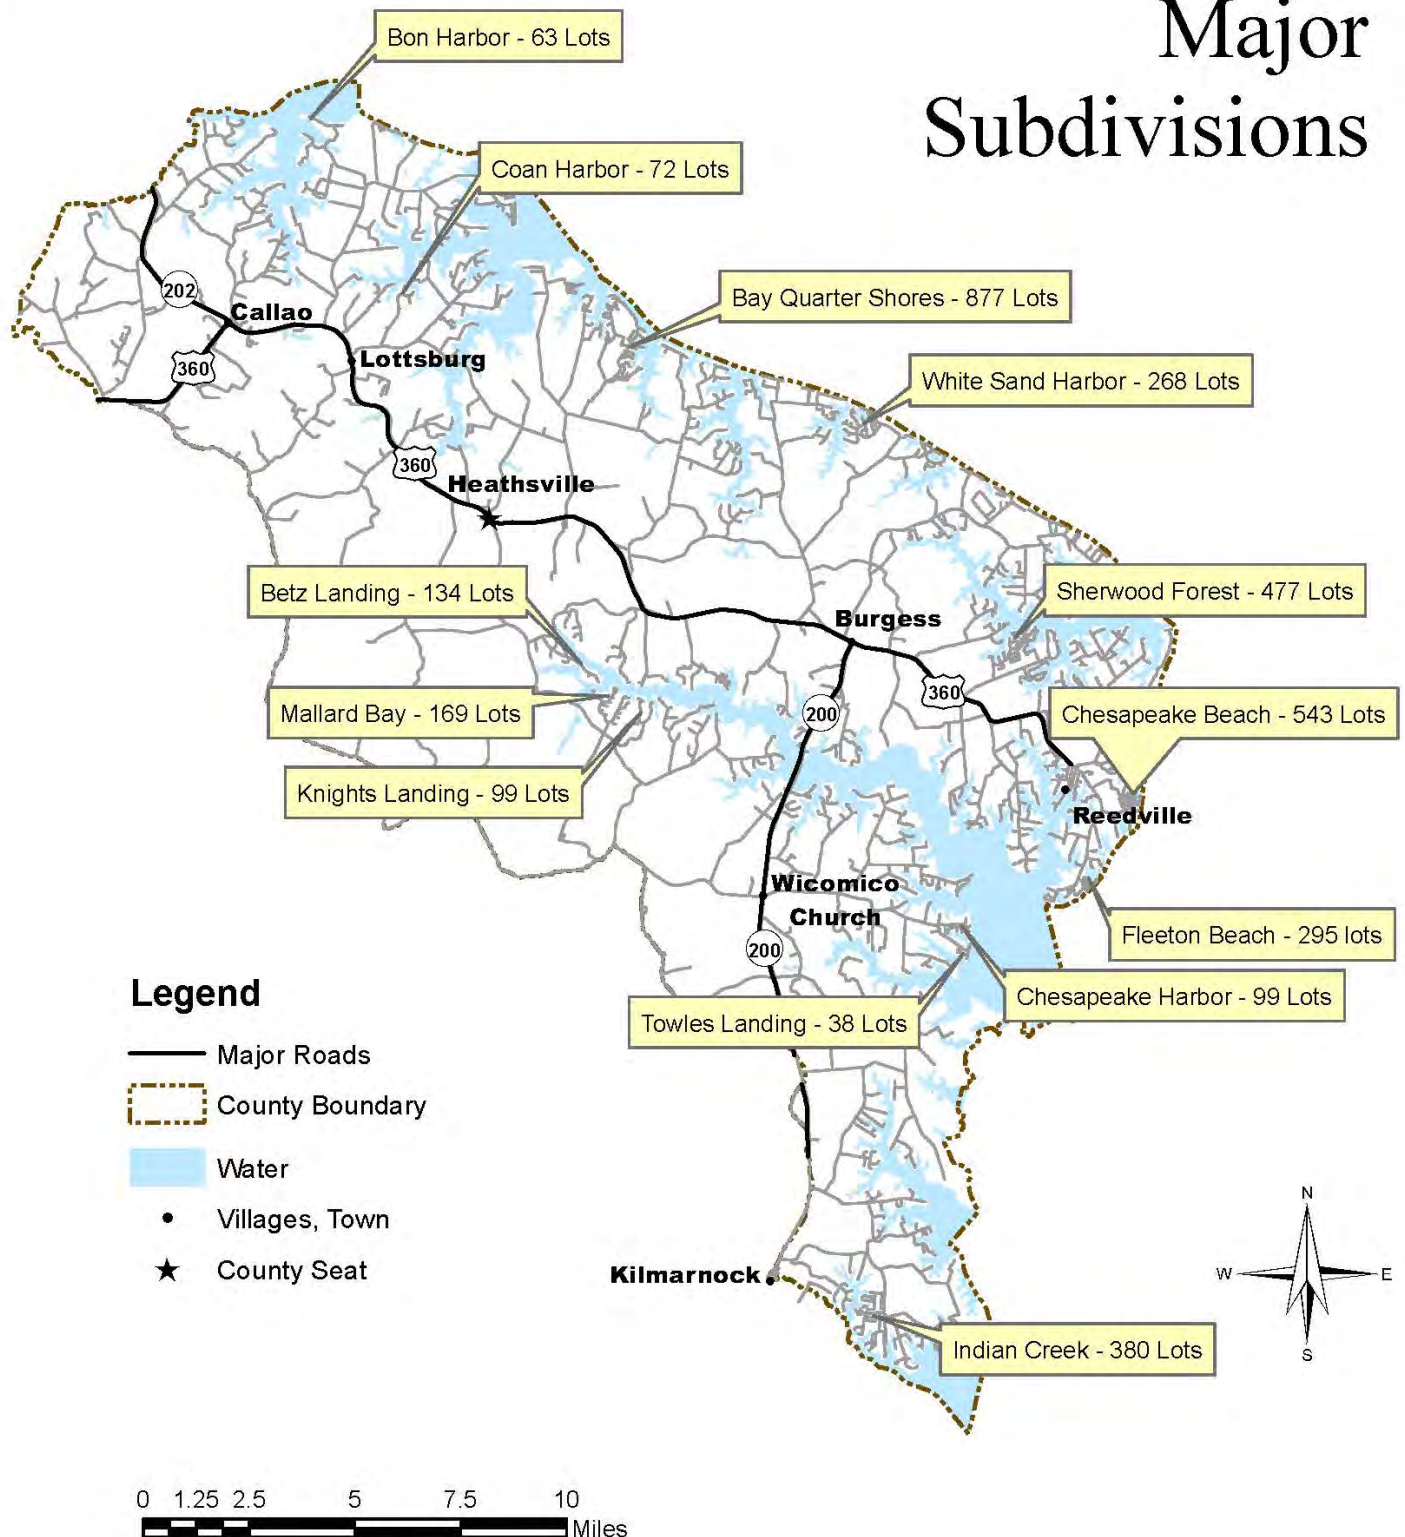 Major
Subdivisions
Bon Harbor - 63 Lots
Coan Harbor - 72 Lots
Bay Quarter Shores - 877 Lots
202
Callao
Lottsburg
360
White Sand Harbor - 268 Lots
360
Heathsville
Betz Landing - 134 Lots
Sherwood Forest - 477 Lots
Burgess
360
Mallard Bay - 169 Lots
200
Chesapeake Beach - 543 Lots
Knights Landing - 99 Lots
Reedville
Wicomico
Church
200
Fleeton Beach - 295 lots
Chesapeake Harbor - 99 Lots
Towles Landing - 38 Lots
Legend
Major Roads
County Boundary
Water
Villages, Town
County Seat
Kilmarnock
Indian Creek - 380 Lots
N
W
E
S
0 1.25 2.5 5 7.5 10
Miles